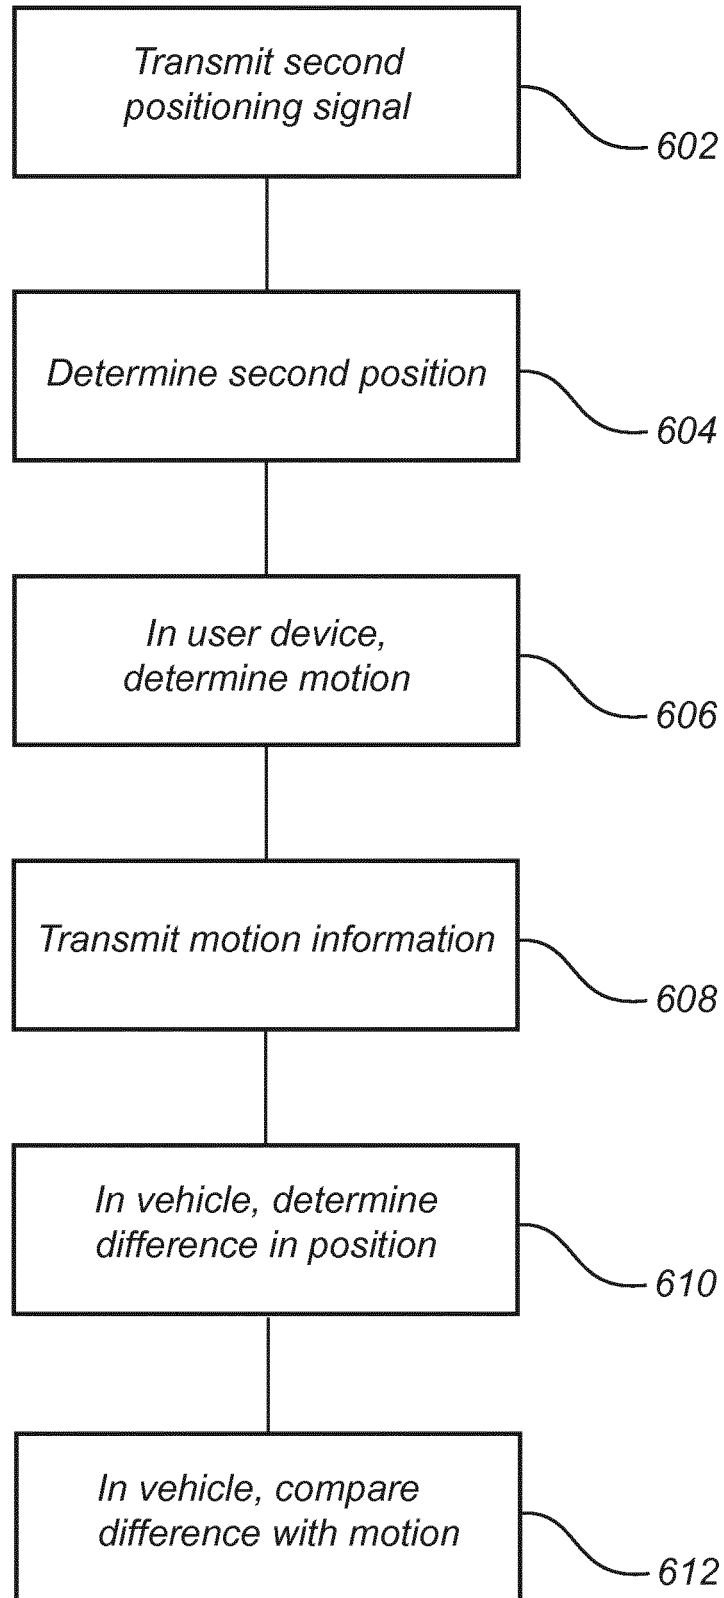 Transmit second
positioning signal
602
Determine second position
604
In user device,
determine motion
606
Transmit motion information
608
In vehicle, determine
difference in position
610
In vehicle, compare
difference with motion
612